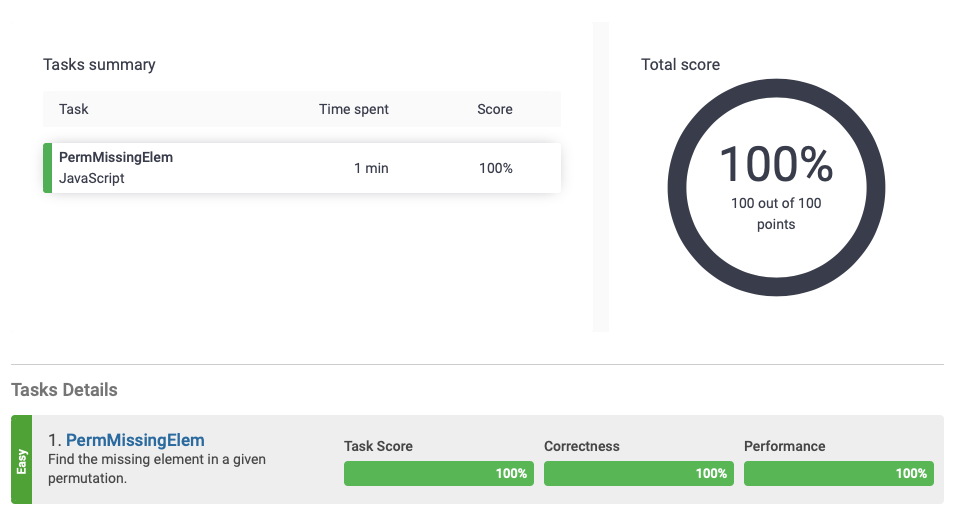 Tasks summary
Total score
Task Time spent Score
PermMissingElem
JavaScript
1 min 100%
100%
100 out of 100
points
Tasks Details
Easy
1. PermMissingElem
Find the missing element in a given
permutation.
Task Score Correctness Performance
100% 100% 100%